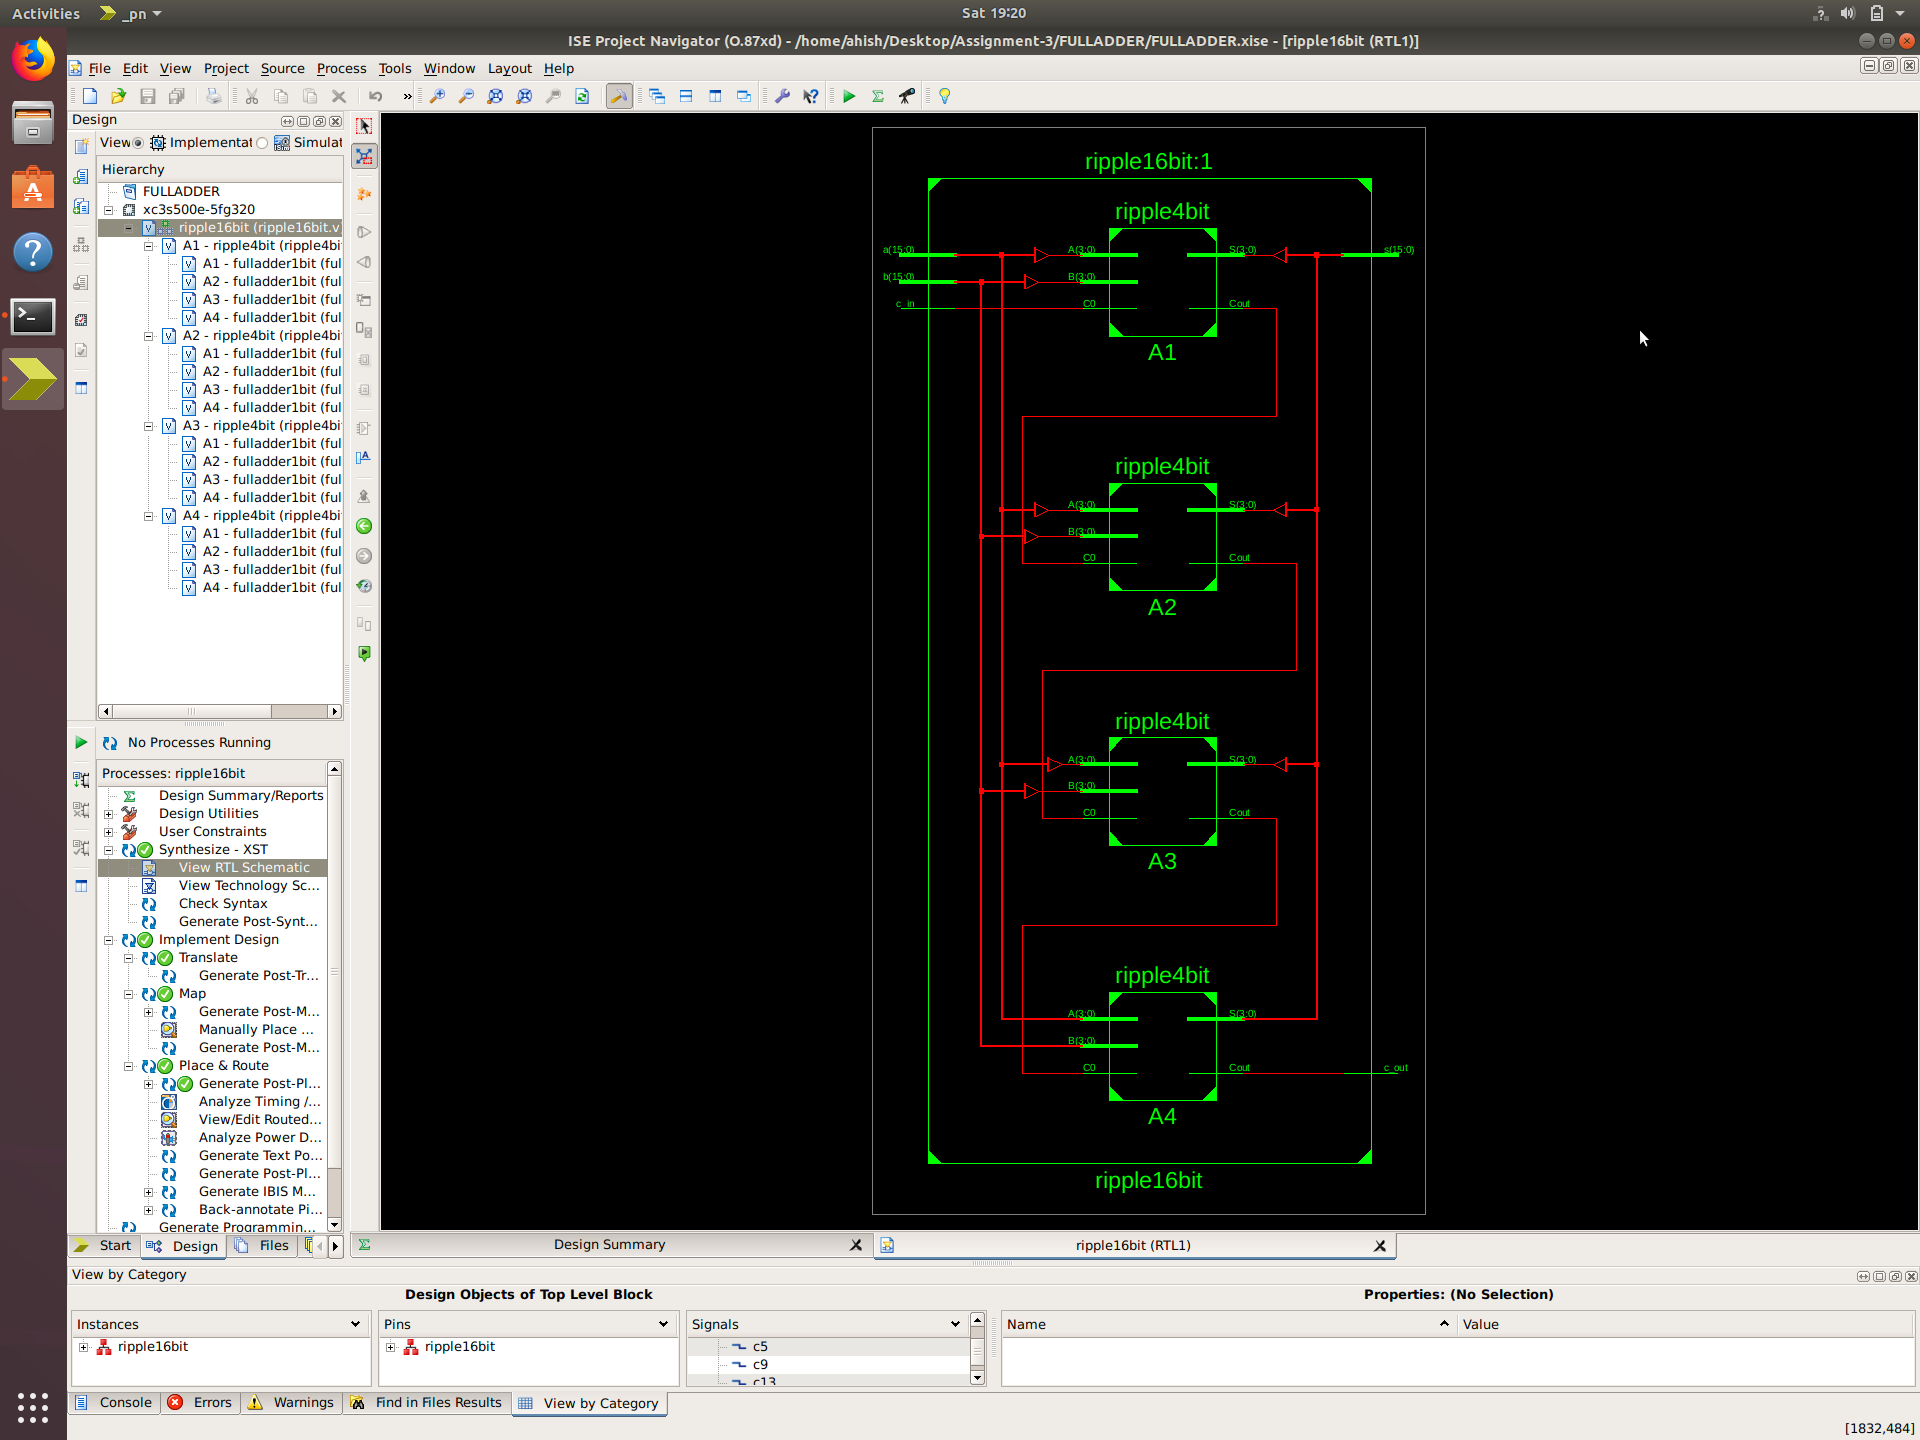 Activities
_pn
Sat 19:20
ISE Project Navigator (O.87xd) - /home/ahish/Desktop/Assignment-3/FULLADDER/FULLADDER.xise - [ripple16bit (RTL1)]
File Edit View Project Source Process Tools Window Layout Help
Design
View Implementat Simulat
Hierarchy
FULLADDER
xc3s500e-5fg320
ripple16bit (ripple16bit.v
A1 - ripple4bit (ripple4bi
A1 - fulladder1bit (ful
A2 - fulladder1bit (ful
A3 - fulladder1bit (ful
A4 - fulladder1bit (ful
A2 - ripple4bit (ripple4bi
A1 - fulladder1bit (ful
A2 - fulladder1bit (ful
A3 - fulladder1bit (ful
A4 - fulladder1bit (ful
A3 - ripple4bit (ripple4bi
A1 - fulladder1bit (ful
A2 - fulladder1bit (ful
A3 - fulladder1bit (ful
A4 - fulladder1bit (ful
A4 - ripple4bit (ripple4bi
A1 - fulladder1bit (ful
A2 - fulladder1bit (ful
A3 - fulladder1bit (ful
A4 - fulladder1bit (ful
No Processes Running
Processes: ripple16bit
Design Summary/Reports
Design Utilities
User Constraints
Synthesize - XST
View RTL Schematic
View Technology Sc...
Check Syntax
Generate Post-Synt...
Implement Design
Translate
Generate Post-Tr...
Map
Generate Post-M...
Manually Place ...
Generate Post-M...
Place & Route
Generate Post-Pl...
Analyze Timing /...
View/Edit Routed...
Analyze Power D...
Generate Text Po...
Generate Post-Pl...
Generate IBIS M...
Back-annotate Pi...
Generate Programmin...
Start Design Files
ripple16bit:1
ripple4bit
a(15:0) A(3:0) S(3:0) s(15:0)
b(15:0) B(3:0)
c_in C0 Cout
A1
ripple4bit
A(3:0) S(3:0)
B(3:0)
C0 Cout
A2
ripple4bit
A(3:0) S(3:0)
B(3:0)
C0 Cout
A3
ripple4bit
A(3:0) S(3:0)
B(3:0)
C0 Cout c_out
A4
ripple16bit
Design Summary
ripple16bit (RTL1)
View by Category
Design Objects of Top Level Block
Properties: (No Selection)
Instances Pins Signals Name Value
ripple16bit ripple16bit c5
c9
c13
Console Errors Warnings Find in Files Results View by Category
[1832,484]